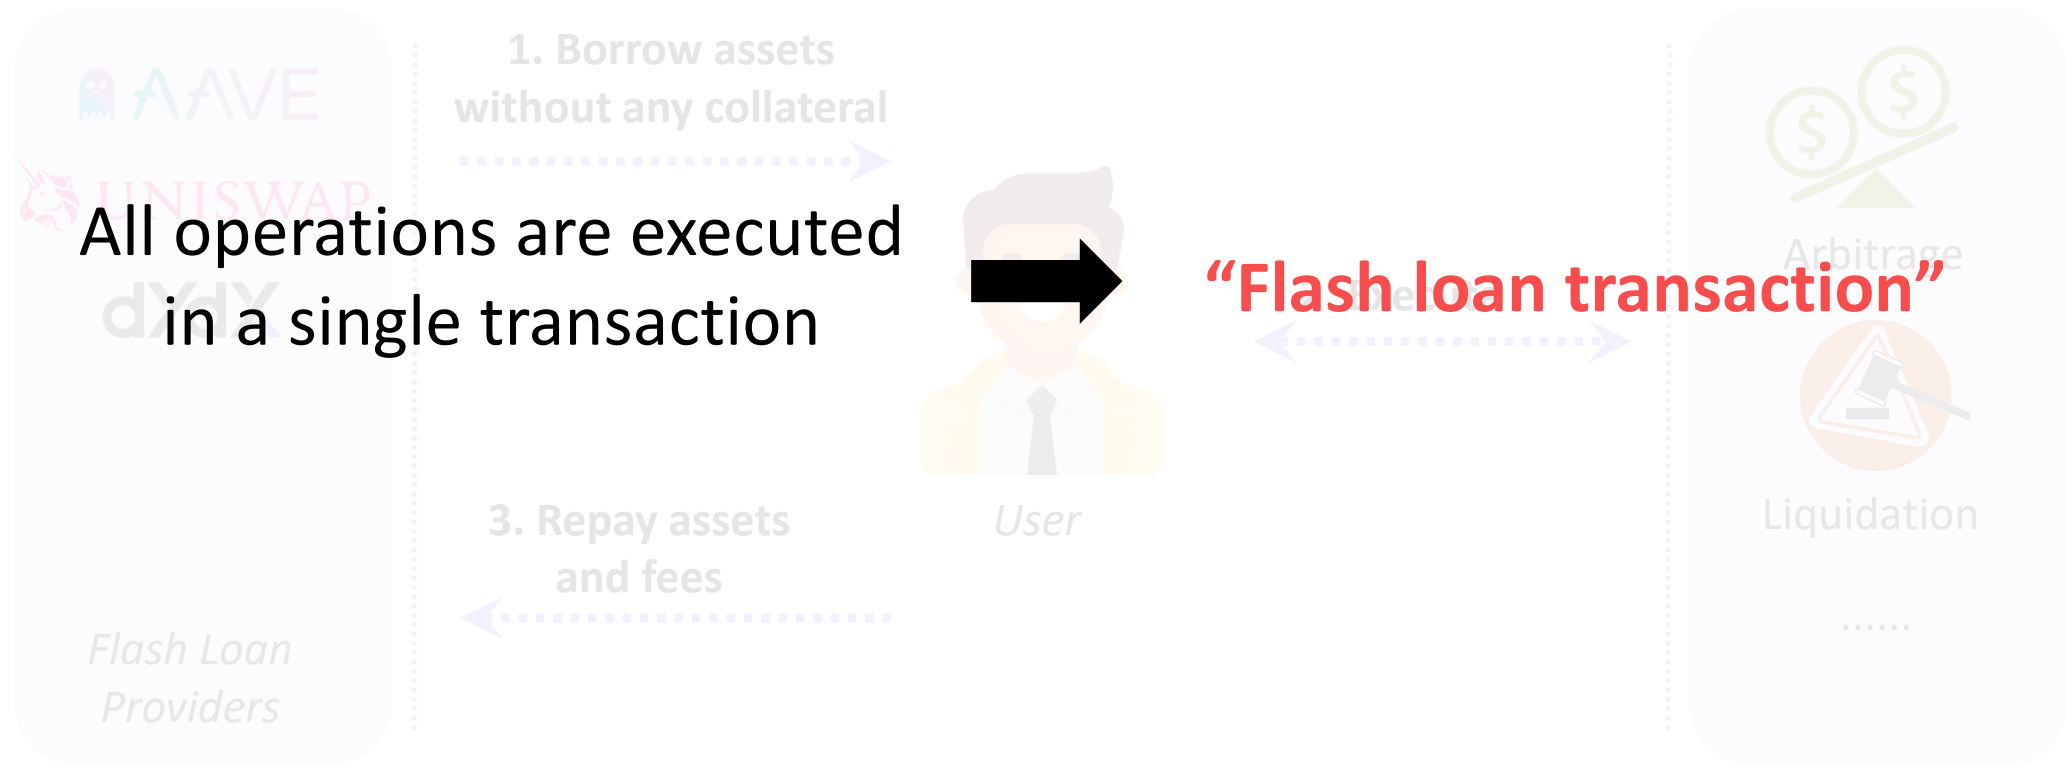 AAVE
UNISWAP
dYdX
Flash Loan
Providers
1. Borrow assets
without any collateral
All operations are executed
in a single transaction
3. Repay assets
and fees
User
“Flash loan transaction”
Arbitrage
Liquidation
......